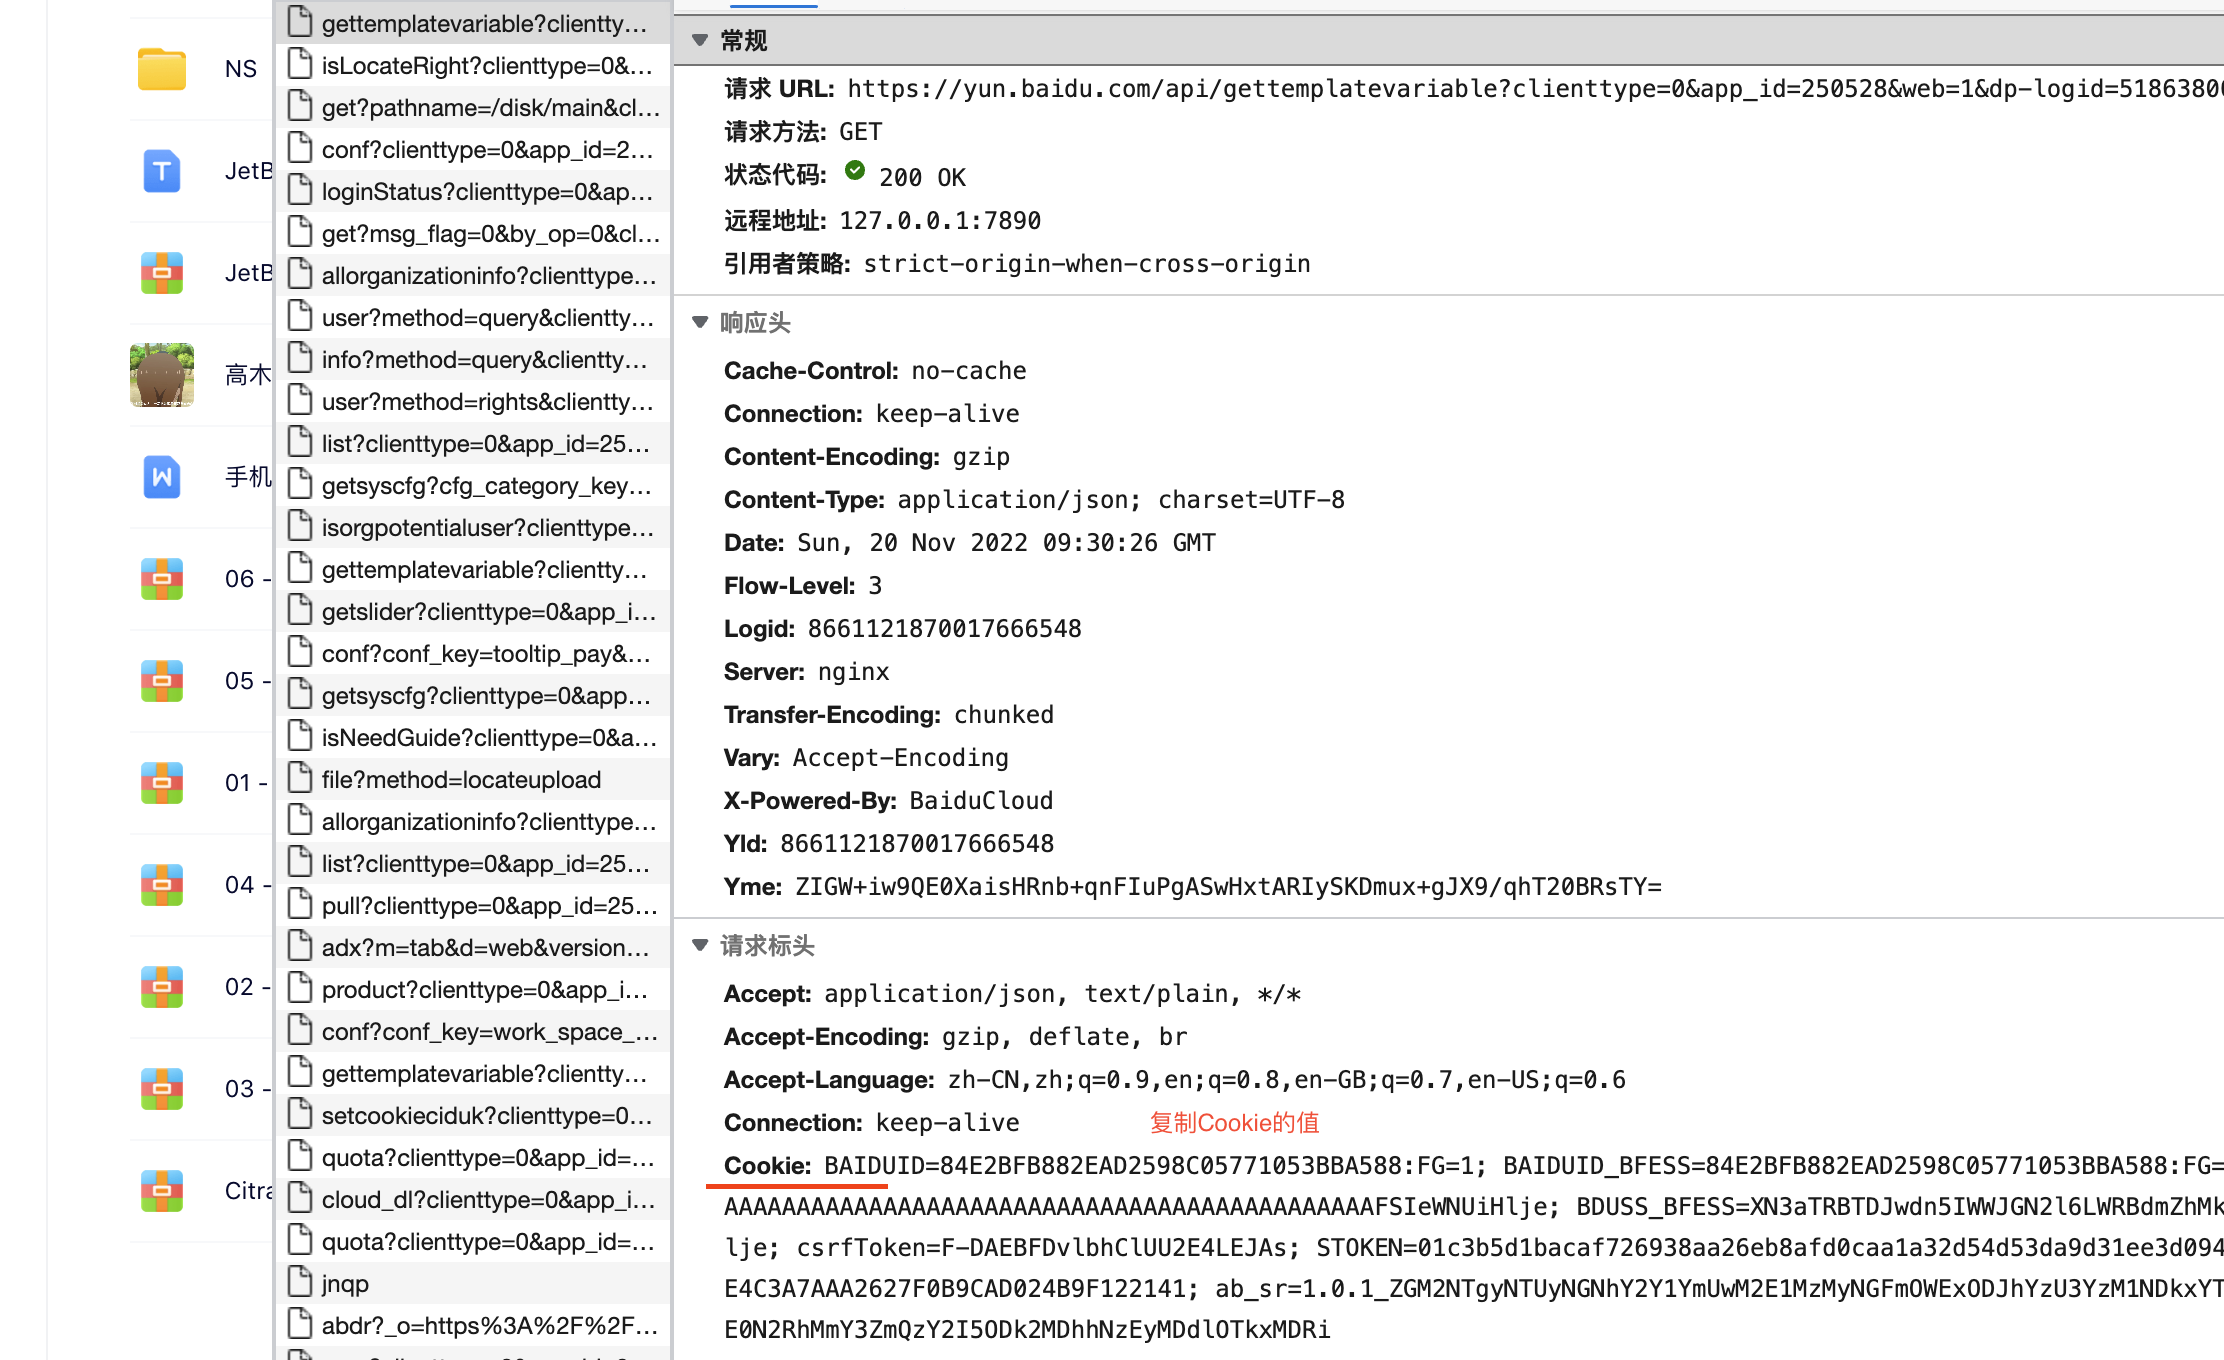 NS
JetB
JetB
高木
手机
06 -
05 -
01 -
04 -
02 -
03 -
Citra
gettemplatevariable?clientty...
isLocateRight?clienttype=0&...
get?pathname=/disk/main&cl...
conf?clienttype=0&app_id=2...
loginStatus?clienttype=0&ap...
get?msg_flag=0&by_op=0&cl...
allorganizationinfo?clienttype...
user?method=query&clientty...
info?method=query&clientty...
user?method=rights&clientty...
list?clienttype=0&app_id=25...
getsyscfg?cfg_category_key...
isorgpotentialuser?clienttype...
gettemplatevariable?clientty...
getslider?clienttype=0&app_i...
conf?conf_key=tooltip_pay&...
getsyscfg?clienttype=0&app...
isNeedGuide?clienttype=0&a...
file?method=locateupload
allorganizationinfo?clienttype...
list?clienttype=0&app_id=25...
pull?clienttype=0&app_id=25...
adx?m=tab&d=web&version...
product?clienttype=0&app_i...
conf?conf_key=work_space_...
gettemplatevariable?clientty...
setcookieciduk?clienttype=0...
quota?clienttype=0&app_id=...
cloud_dl?clienttype=0&app_i...
quota?clienttype=0&app_id=...
jnqp
abdr?_o=https%3A%2F%2F...
常规
请求 URL: https://yun.baidu.com/api/gettemplatevariable?clienttype=0&app_id=250528&web=1&dp-logid=5186380
请求方法: GET
状态代码: 200 OK
远程地址: 127.0.0.1:7890
引用者策略: strict-origin-when-cross-origin
响应头
Cache-Control: no-cache
Connection: keep-alive
Content-Encoding: gzip
Content-Type: application/json; charset=UTF-8
Date: Sun, 20 Nov 2022 09:30:26 GMT
Flow-Level: 3
Logid: 8661121870017666548
Server: nginx
Transfer-Encoding: chunked
Vary: Accept-Encoding
X-Powered-By: BaiduCloud
Yld: 8661121870017666548
Yme: ZIGW+iw9QE0XaisHRnb+qnFIuPgASwHxtARIySKDmux+gJX9/qhT20BRsTY=
请求标头
Accept: application/json, text/plain, */*
Accept-Encoding: gzip, deflate, br
Accept-Language: zh-CN,zh;q=0.9,en;q=0.8,en-GB;q=0.7,en-US;q=0.6
Connection: keep-alive
复制Cookie的值
Cookie: BAIDUID=84E2BFB882EAD2598C05771053BBA588:FG=1; BAIDUID_BFESS=84E2BFB882EAD2598C05771053BBA588:FG=
AAAAAAAAAAAAAAAAAAAAAAAAAAAAAAAAAAAAAAAAAAAAAFSIeWNUiHlje; BDUSS_BFESS=XN3aTRBTDJwdn5IWWJGN2l6LWRBdmZhMk
lje; csrfToken=F-DAEBFDvlbhClUU2E4LEJAs; STOKEN=01c3b5d1bacaf726938aa26eb8afd0caa1a32d54d53da9d31ee3d094
E4C3A7AAA2627F0B9CAD024B9F122141; ab_sr=1.0.1_ZGM2NTgyNTUyNGNhY2Y1YmUwM2E1MzMyNGFmOWExODJhYzU3YzM1NDkxYT
E0N2RhMmY3ZmQzY2I5ODk2MDhhNzEyMDdlOTkxMDRi